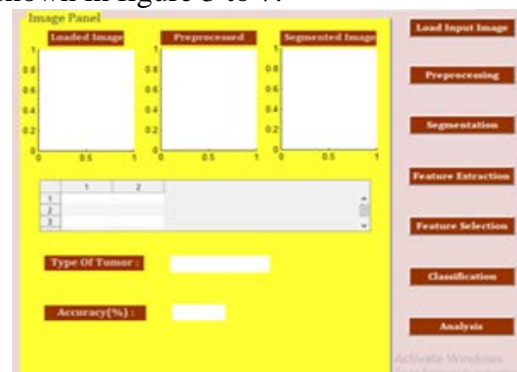 shown in figure 3 to 7.
Image Panel
Loaded Image Preprocessed Segmented Image
1 1 1
0.8 0.8 0.8
0.6 0.6 0.6
0.4 0.4 0.4
0.2 0.2 0.2
0 0 0
0 0.5 1 0 0.5 1 0 0.5 1
1 2
1
2
3
Type Of Tumor :
Accuracy(%) :
Load Input Image
Preprocessing
Segmentation
Feature Extraction
Feature Selection
Classification
Analysis
Activate Windows